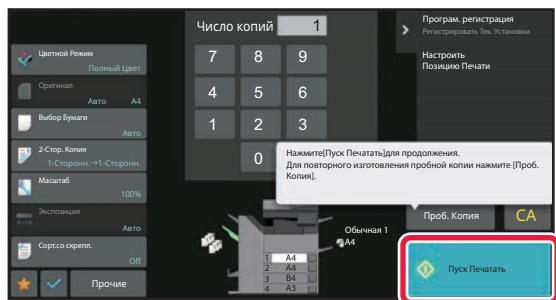 Число копий 1
Програм. регистрация
Регистрировать Тек. Установки
Настроить
Позицию Печати
Цветной Режим
Полный Цвет
Оригинал
Авто A4
Выбор Бумаги
Авто
2-Стор. Копия
1-Сторонн.→1-Сторонн.
Масштаб
100%
Экспозиция
Авто
Сорт.со скрепл.
Off
Прочие
7 8 9
4 5 6
1 2 3
0
Нажмите[Пуск Печатать]для продолжения.
Для повторного изготовления пробной копии нажмите [Проб.
Копия].
Обычная 1
A4
1 A4
2 A4
3 B4
4 A3
Проб. Копия
CA
Пуск Печатать